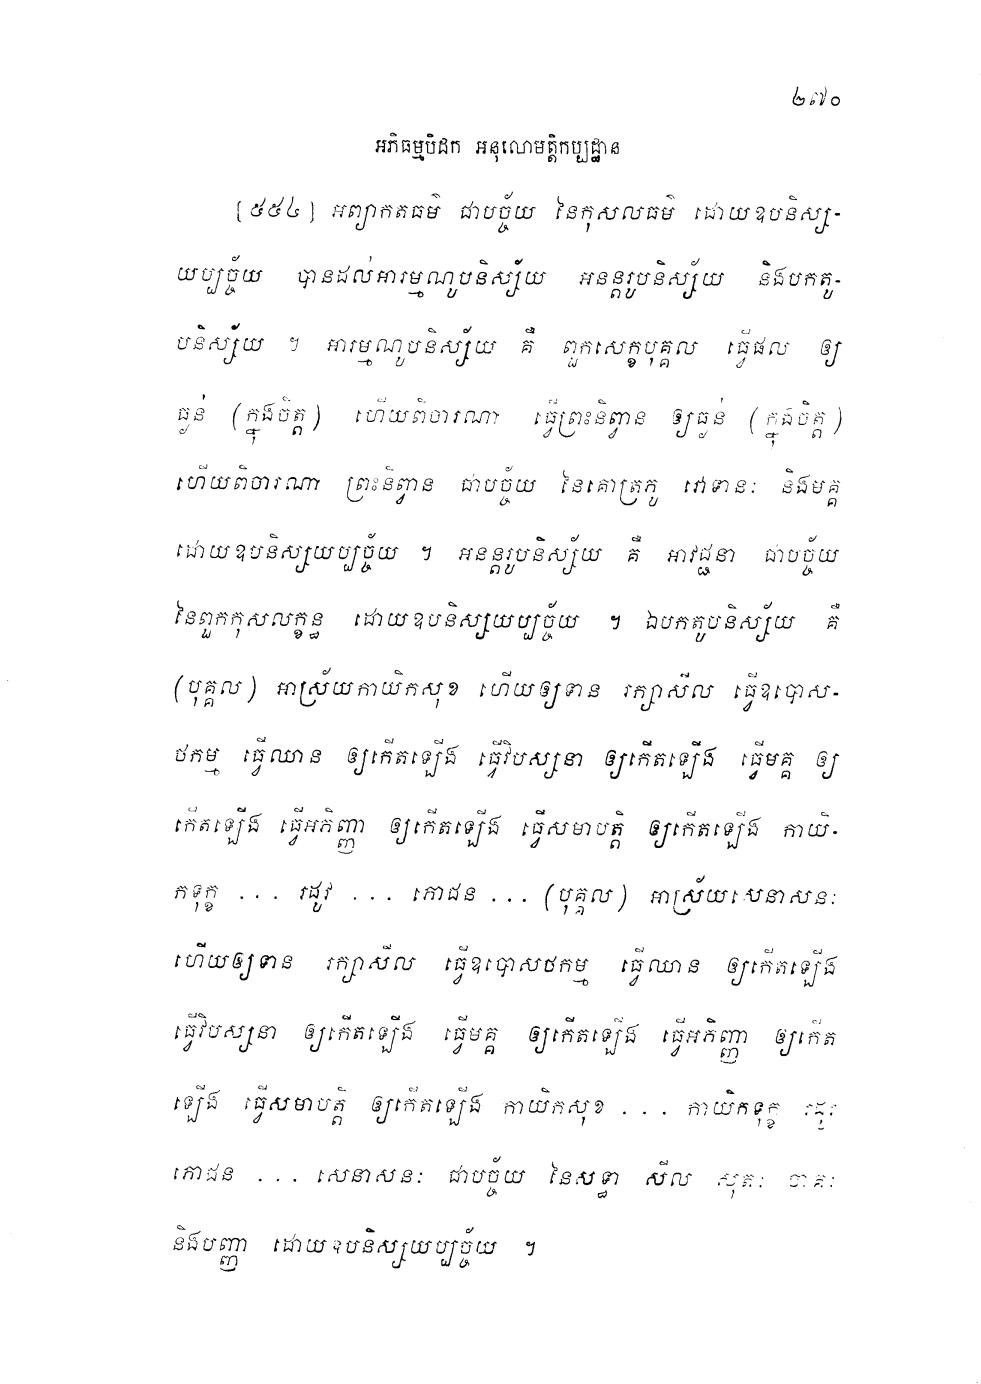 ២៧០
អភិធម្មបិដក អនុលោមត្តិកប្បដ្ឋាន
[៥៥៤] អព្យាកតធម៌ ជាបច្ច័យ នៃកុសលធម៌ ដោយឧបនិស្ស-
យប្បច្ច័យ បានដល់អារម្មណូបនិស្ស័យ អនន្តរូបនិស្ស័យ និងបកតូ-
បនិស្ស័យ ។ អារម្មណូបនិស្ស័យ គឺ ពួកសេក្ខបុគ្គល ធ្វើផល ឲ្យ
ធ្ងន់ (ក្នុងចិត្ត) ហើយពិចារណា ធ្វើព្រះនិព្វាន ឲ្យធ្ងន់ (ក្នុងចិត្ត)
ហើយពិចារណា ព្រះនិព្វាន ជាបច្ច័យ នៃគោត្រភូ វោទានៈ និងមគ្គ
ដោយឧបនិស្សយប្បច្ច័យ ។ អនន្តរូបនិស្ស័យ គឺ អាវជ្ជនា ជាបច្ច័យ
នៃពួកកុសលក្ខន្ធ ដោយឧបនិស្សយប្បច្ច័យ ។ ឯបកតូបនិស្ស័យ គឺ
(បុគ្គល) អាស្រ័យកាយិកសុខ ហើយឲ្យទាន រក្សាសីល ធ្វើឧបោស-
ថកម្ម ធ្វើឈាន ឲ្យកើតឡើង ធ្វើវិបស្សនា ឲ្យកើតឡើង ធ្វើមគ្គ ឲ្យ
កើតឡើង ធ្វើអភិញ្ញា ឲ្យកើតឡើង ធ្វើសមាបត្តិ ឲ្យកើតឡើង កាយិ-
កទុក្ខ ... រដូវ ... ភោជន ... (បុគ្គល) អាស្រ័យសេនាសនៈ
ហើយឲ្យទាន រក្សាសីល ធ្វើឧបោសថកម្ម ធ្វើឈាន ឲ្យកើតឡើង
ធ្វើវិបស្សនា ឲ្យកើតឡើង ធ្វើមគ្គ ឲ្យកើតឡើង ធ្វើអភិញ្ញា ឲ្យកើត
ឡើង ធ្វើសមាបត្តិ ឲ្យកើតឡើង កាយិកសុខ ... កាយិកទុក្ខ រដូវ
ភោជន ... សេនាសនៈ ជាបច្ច័យ នៃសទ្ធា សីល សុតៈ ចាគៈ
និងបញ្ញា ដោយឧបនិស្សយប្បច្ច័យ ។